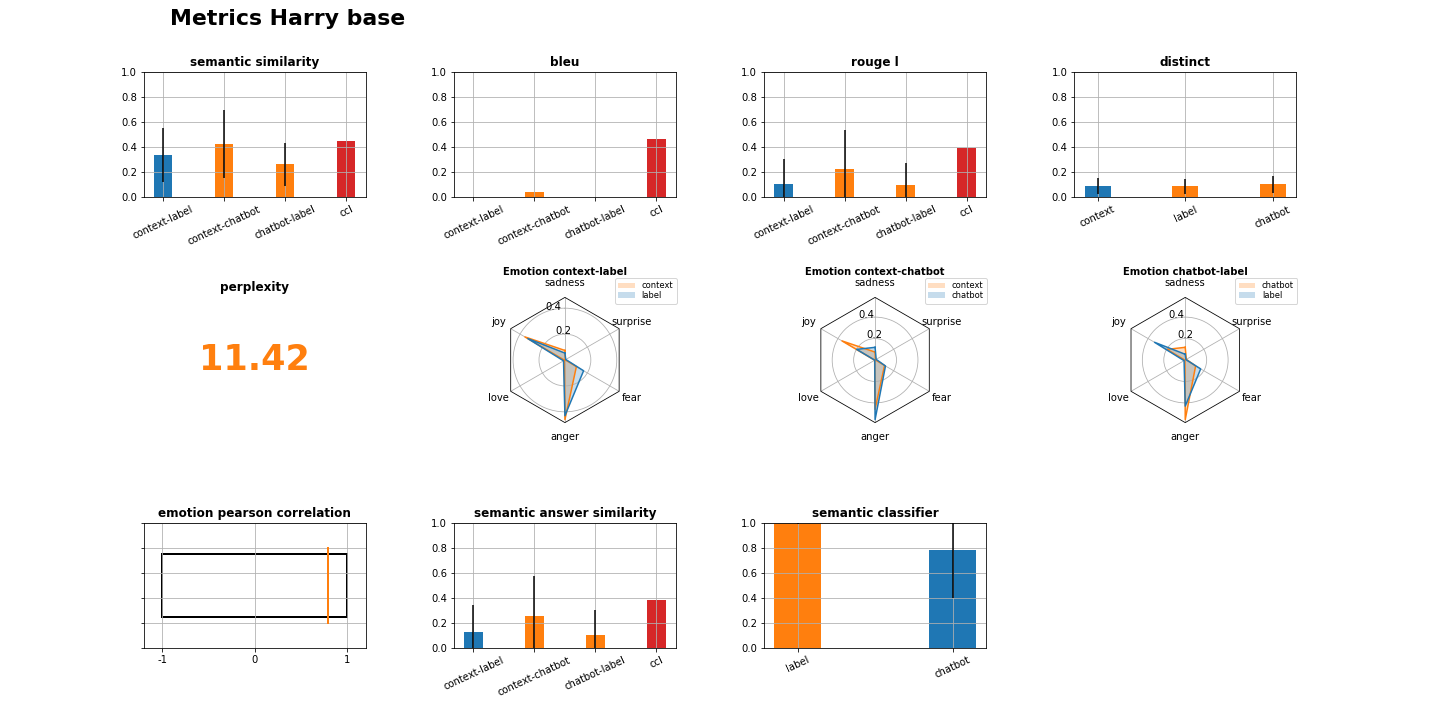 Metrics Harry base
semantic similarity
1.0
0.8
0.6
0.4
0.2
0.0
context-label
context-chatbot
chatbot-label
ccl
bleu
1.0
0.8
0.6
0.4
0.2
0.0
context-label
context-chatbot
chatbot-label
ccl
rouge l
1.0
0.8
0.6
0.4
0.2
0.0
context-label
context-chatbot
chatbot-label
ccl
distinct
1.0
0.8
0.6
0.4
0.2
0.0
context
label
chatbot
perplexity
11.42
Emotion context-label
sadness
context
label
0.4
0.2
joy
surprise
love
fear
anger
Emotion context-chatbot
sadness
context
chatbot
0.4
0.2
joy
surprise
love
fear
anger
Emotion chatbot-label
sadness
chatbot
label
0.4
0.2
joy
surprise
love
fear
anger
emotion pearson correlation
-1
0
1
semantic answer similarity
1.0
0.8
0.6
0.4
0.2
0.0
context-label
context-chatbot
chatbot-label
ccl
semantic classifier
1.0
0.8
0.6
0.4
0.2
0.0
label
chatbot